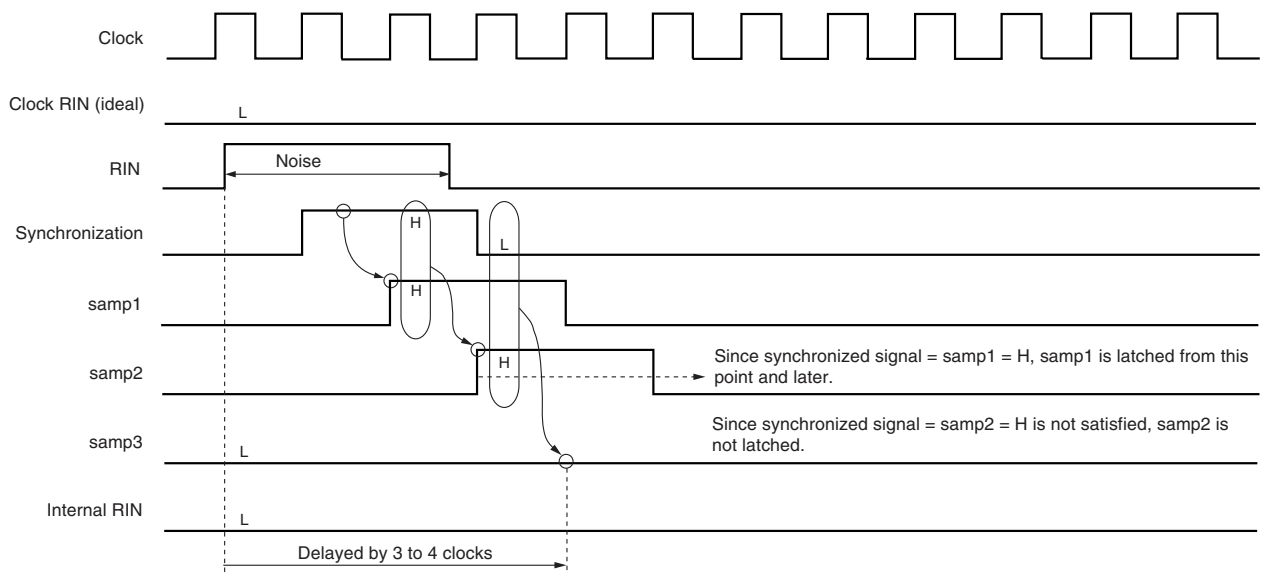 Clock
Clock RIN (ideal)
L
RIN
Noise
Synchronization
H
L
samp1
H
samp2
H
Since synchronized signal = samp1 = H, samp1 is latched from this
point and later.
samp3
L
Since synchronized signal = samp2 = H is not satisfied, samp2 is
not latched.
Internal RIN
L
Delayed by 3 to 4 clocks